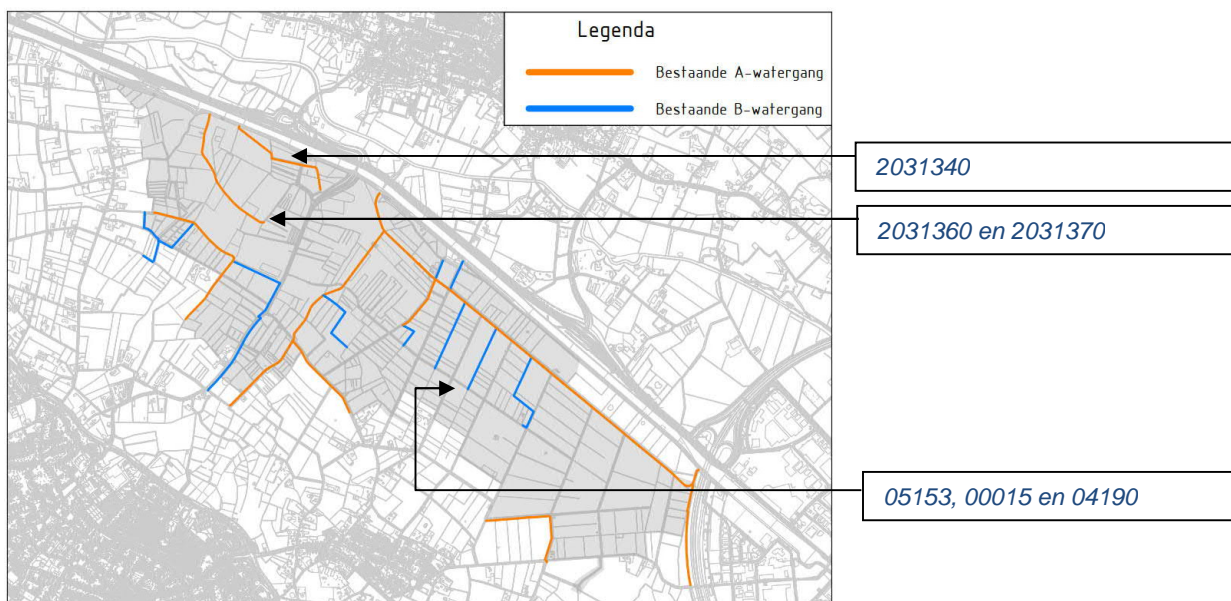 Legenda
Bestaande A-watergang
Bestaande B-watergang
2031340
2031360 en 2031370
05153, 00015 en 04190